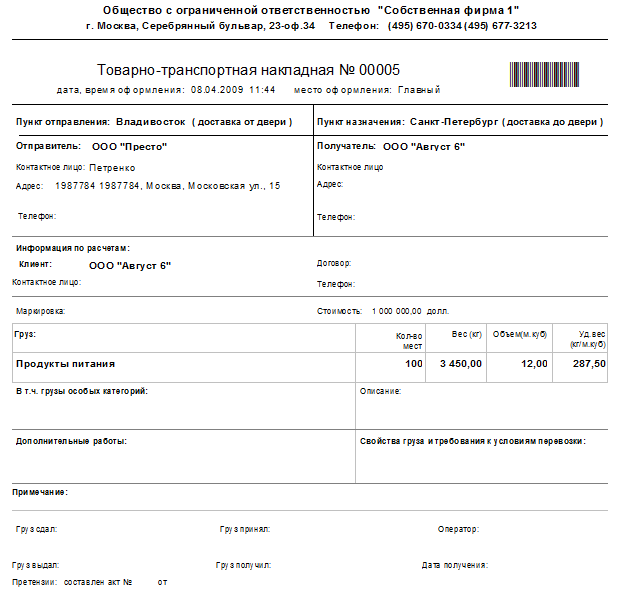 Общество с ограниченной ответственностью "Собственная фирма 1"
г. Москва, Серебрянный бульвар, 23-оф.34 Телефон: (495) 670-0334 (495) 677-3213
Товарно-транспортная накладная № 00005
дата, время оформления: 08.04.2009 11:44 место оформления: Главный
Пункт отправления: Владивосток ( доставка от двери ) Пункт назначения: Санкт-Петербург ( доставка до двери )
Отправитель: ООО "Престо" Получатель: ООО "Август 6"
Контактное лицо: Петренко Контактное лицо
Адрес: 1987784 1987784, Москва, Московская ул., 15 Адрес:
Телефон: Телефон:
Информация по расчетам:
Клиент: ООО "Август 6" Договор:
Контактное лицо: Телефон:
Маркировка: Стоимость: 1 000 000,00 долл.
Груз: Кол-во мест Вес (кг) Объем(м.куб) Уд.вес (кг/м.куб)
Продукты питания 100 3 450,00 12,00 287,50
В т.ч. грузы особых категорий: Описание:
Дополнительные работы: Свойства груза и требования к условиям перевозки:
Примечание:
Груз сдал: Груз принял: Оператор:
Груз выдал: Груз получил: Дата получения:
Претензии: составлен акт № от